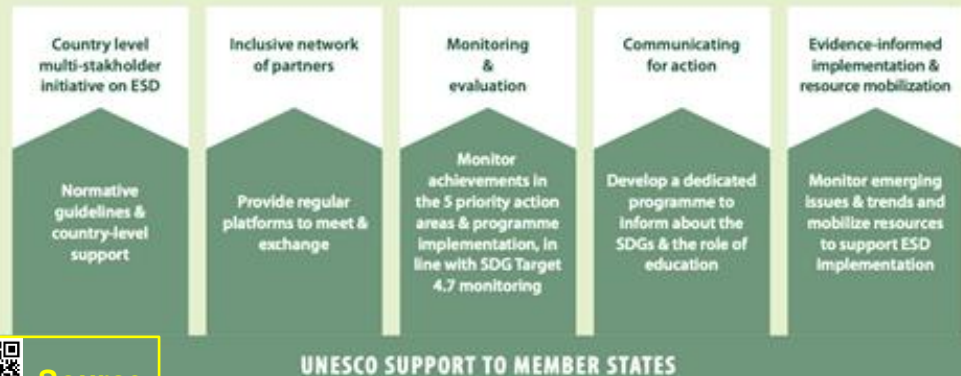 Country level
multi-stakholder
initiative on ESD
Inclusive network
of partners
Monitoring
&
evaluation
Communicating
for action
Evidence-informed
implementation &
resource mobilization
Normative
guidelines &
country-level
support
Provide regular
platforms to meet &
exchange
Monitor
achievements in
the 5 priority action
areas & programme
implementation, in
line with SDG Target
4.7 monitoring
Develop a dedicated
programme to
inform about the
SDGs & the role of
education
Monitor emerging
issues & trends and
mobilize resources
to support ESD
implementation
UNESCO SUPPORT TO MEMBER STATES